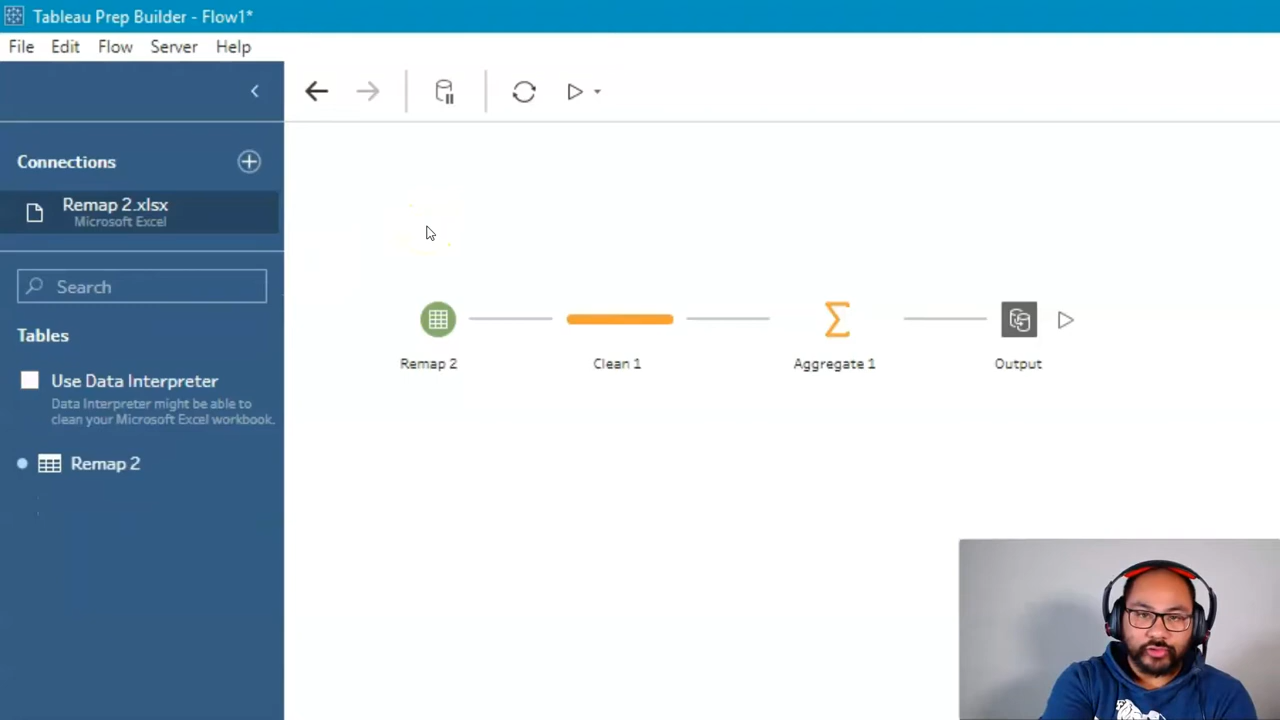 Tableau Prep Builder - Flow1*
File Edit Flow Server Help
Connections
Remap 2.xlsx
Microsoft Excel
Search
Tables
Use Data Interpreter
Data Interpreter might be able to
clean your Microsoft Excel workbook.
Remap 2
Remap 2
Clean 1
Aggregate 1
Output